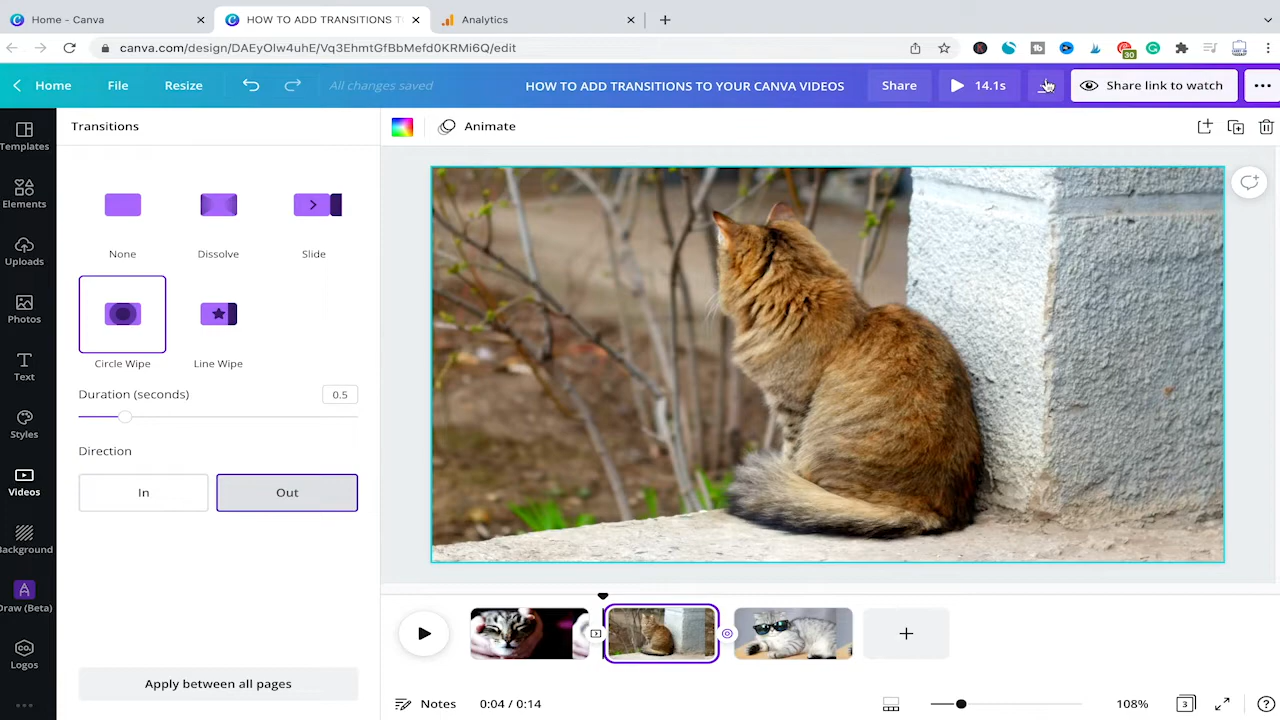 Home - Canva
HOW TO ADD TRANSITIONS T
Analytics
canva.com/design/DAEyOlw4uhE/Vq3EhmtGfBbMefd0KRMi6Q/edit
30
Home
File
Resize
All changes saved
HOW TO ADD TRANSITIONS TO YOUR CANVA VIDEOS
Share
14.1s
Share link to watch
Templates
Elements
Uploads
Photos
Text
Styles
Videos
Background
Draw (Beta)
Logos
Transitions
None
Dissolve
Slide
Circle Wipe
Line Wipe
Duration (seconds)
0.5
Direction
In
Out
Apply between all pages
Animate
Notes
0:04 / 0:14
108%
3